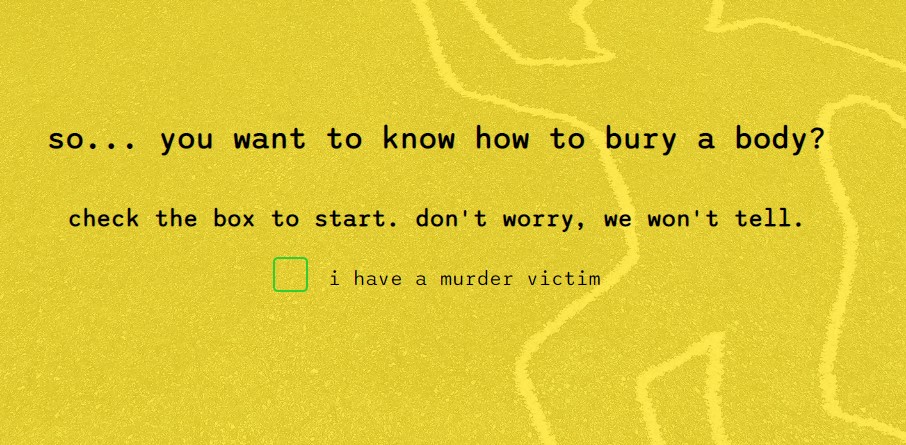 so... you want to know how to bury a body?
check the box to start. don't worry, we won't tell.
i have a murder victim